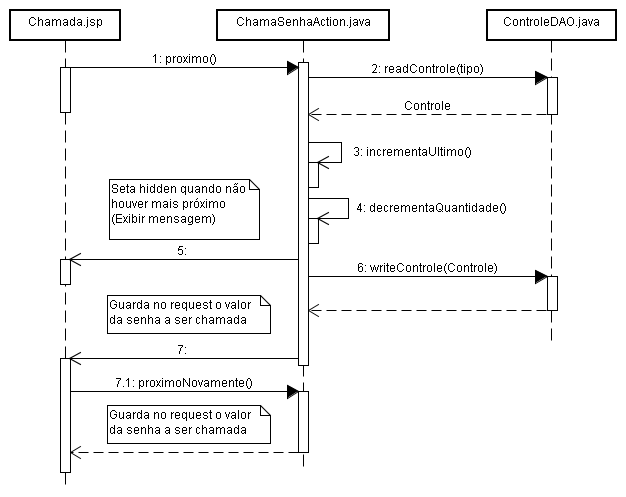 Chamada.jsp
ChamaSenhaAction.java
ControleDAO.java
1: proximo()
2: readControle(tipo)
Controle
3: incrementaUltimo()
Seta hidden quando não
houver mais próximo
(Exibir mensagem)
4: decrementaQuantidade()
5:
6: writeControle(Controle)
Guarda no request o valor
da senha a ser chamada
7:
7.1: proximoNovamente()
Guarda no request o valor
da senha a ser chamada